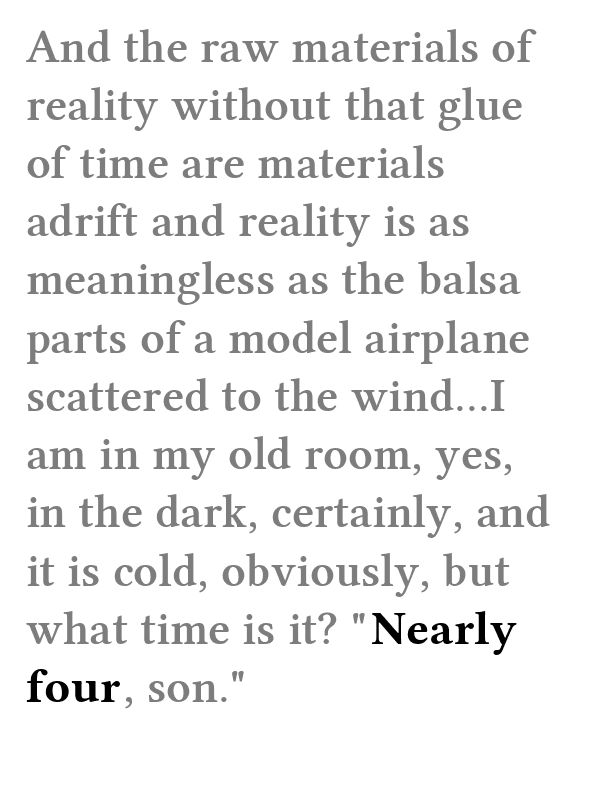 And the raw materials of
reality without that glue
of time are materials
adrift and reality is as
meaningless as the balsa
parts of a model airplane
scattered to the wind...I
am in my old room, yes,
in the dark, certainly, and
it is cold, obviously, but
what time is it? "Nearly
four, son."